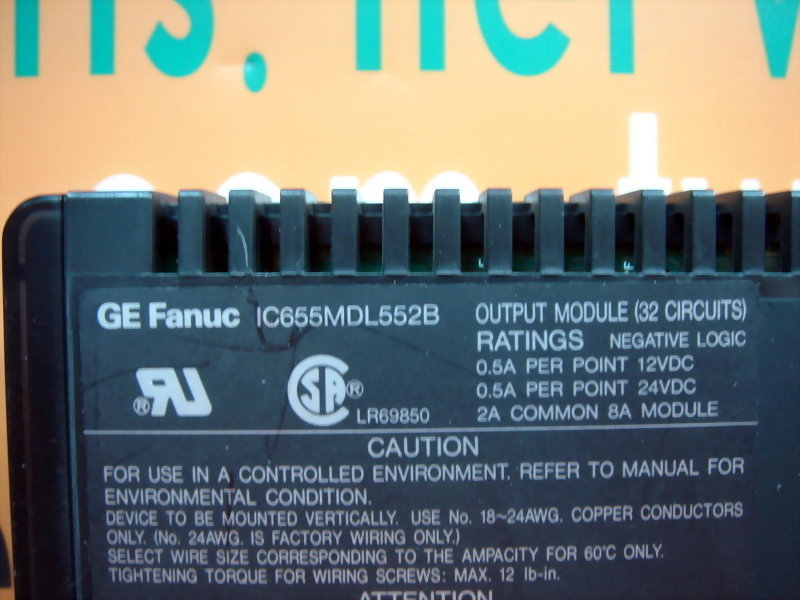 GE Fanuc IC655MDL552B
OUTPUT MODULE (32 CIRCUITS)
RATINGS NEGATIVE LOGIC
0.5A PER POINT 12VDC
0.5A PER POINT 24VDC
2A COMMON 8A MODULE
LR69850
CAUTION
FOR USE IN A CONTROLLED ENVIRONMENT. REFER TO MANUAL FOR
ENVIRONMENTAL CONDITION.
DEVICE TO BE MOUNTED VERTICALLY. USE No. 18~24AWG. COPPER CONDUCTORS
ONLY. (No. 24AWG. IS FACTORY WIRING ONLY.)
SELECT WIRE SIZE CORRESPONDING TO THE AMPACITY FOR 60°C ONLY.
TIGHTENING TORQUE FOR WIRING SCREWS: MAX. 12 lb-in.
ATTENTION